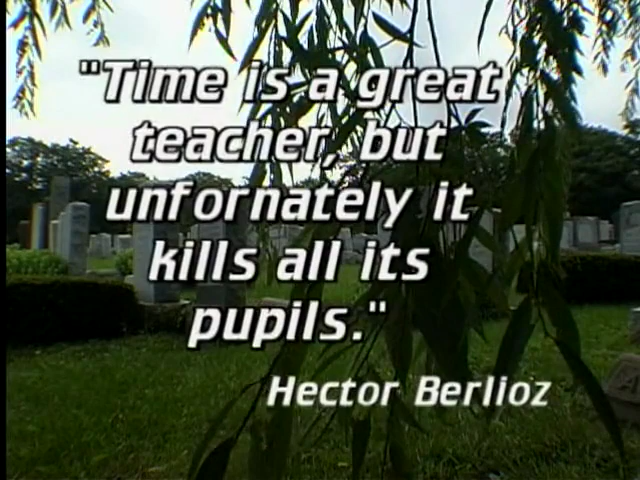 "Time is a great
teacher, but
unfornately it
kills all its
pupils."
Hector Berlioz